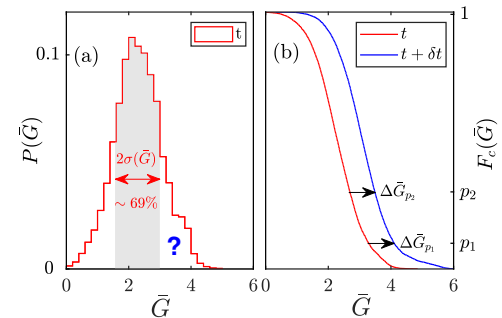 (a)
t
0.1
P(Ḡ)
2σ(Ḡ)
~ 69%
?
0
0 2 4 6
Ḡ
(b)
t
t + δt
1
F_c(Ḡ)
ΔḠ_{p_2}
p_2
ΔḠ_{p_1}
p_1
0 2 4 6
Ḡ